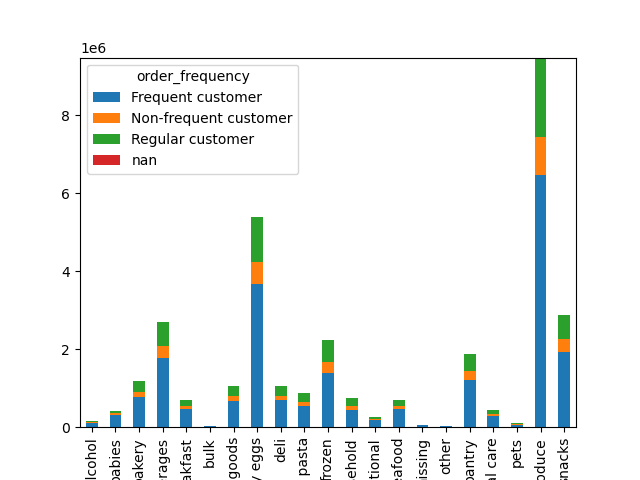 1e6
order_frequency
Frequent customer
Non-frequent customer
Regular customer
nan
8
6
4
2
0
lcohol
babies
bakery
erages
akfast
bulk
goods
y eggs
deli
pasta
frozen
ehold
tional
eafood
issing
other
pantry
l care
pets
oduce
snacks